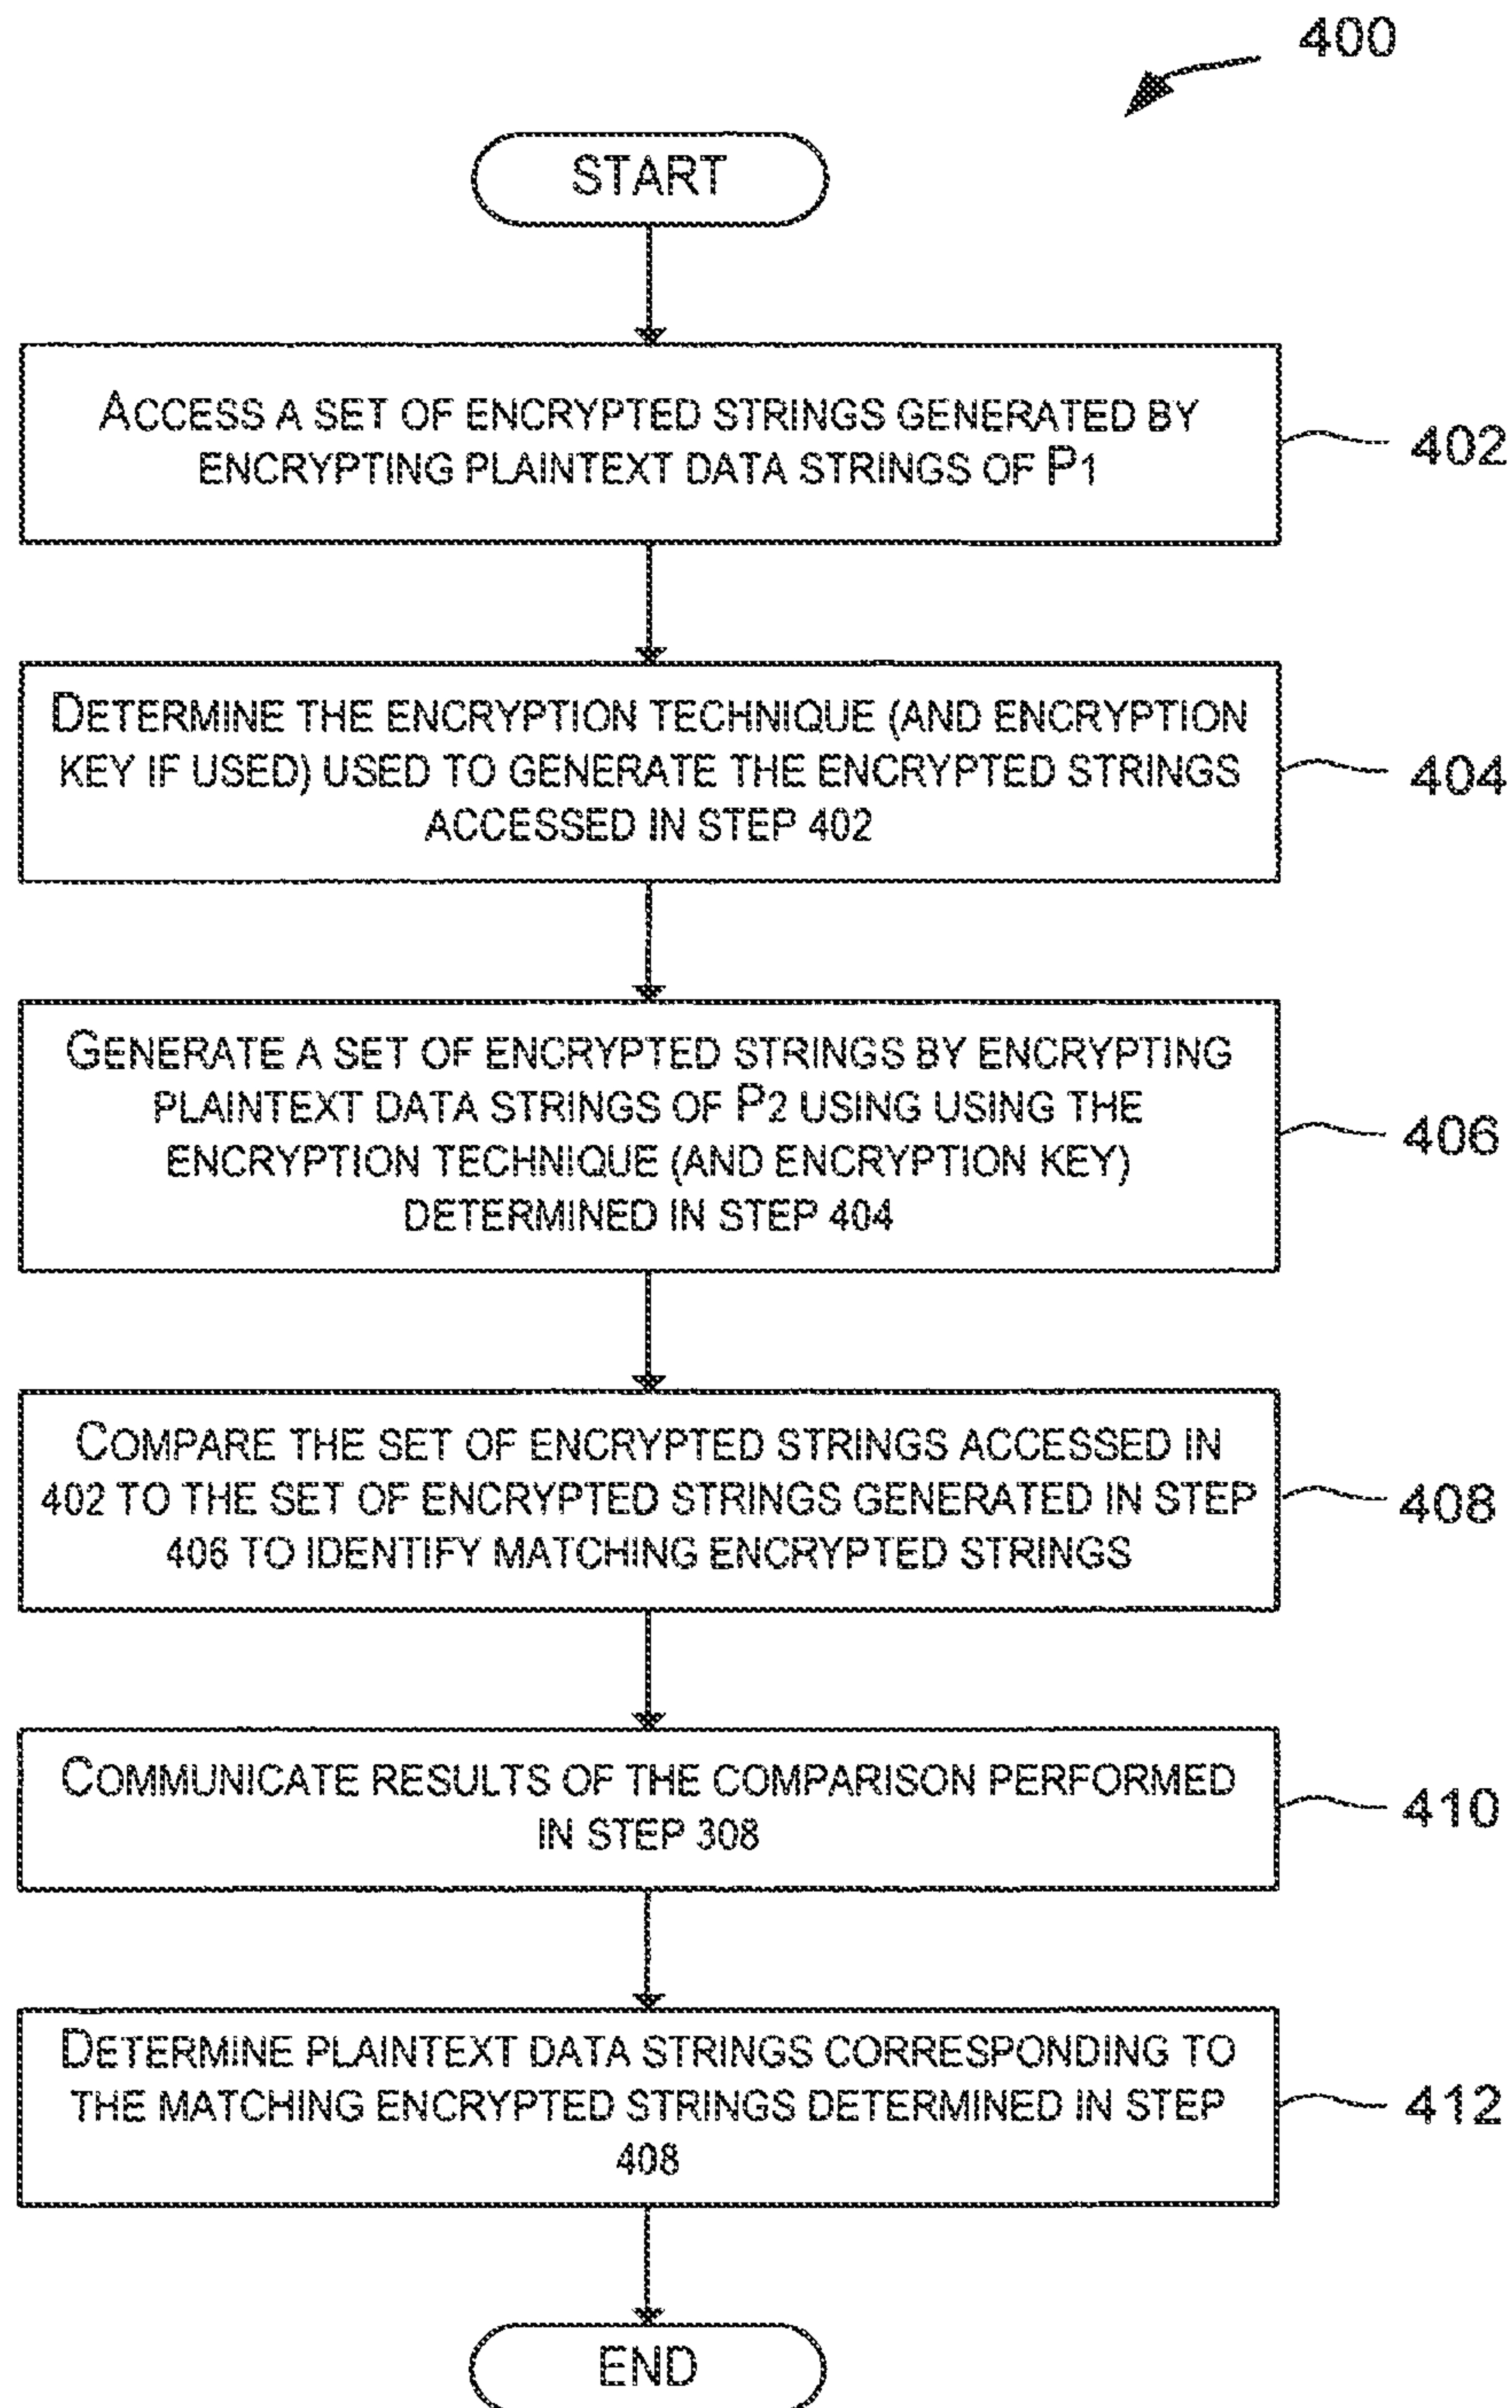 400
START
ACCESS A SET OF ENCRYPTED STRINGS GENERATED BY
ENCRYPTING PLAINTEXT DATA STRINGS OF P1
402
DETERMINE THE ENCRYPTION TECHNIQUE (AND ENCRYPTION
KEY IF USED) USED TO GENERATE THE ENCRYPTED STRINGS
ACCESSED IN STEP 402
404
GENERATE A SET OF ENCRYPTED STRINGS BY ENCRYPTING
PLAINTEXT DATA STRINGS OF P2 USING USING THE
ENCRYPTION TECHNIQUE (AND ENCRYPTION KEY)
DETERMINED IN STEP 404
406
COMPARE THE SET OF ENCRYPTED STRINGS ACCESSED IN
402 TO THE SET OF ENCRYPTED STRINGS GENERATED IN STEP
406 TO IDENTIFY MATCHING ENCRYPTED STRINGS
408
COMMUNICATE RESULTS OF THE COMPARISON PERFORMED
IN STEP 308
410
DETERMINE PLAINTEXT DATA STRINGS CORRESPONDING TO
THE MATCHING ENCRYPTED STRINGS DETERMINED IN STEP
408
412
END